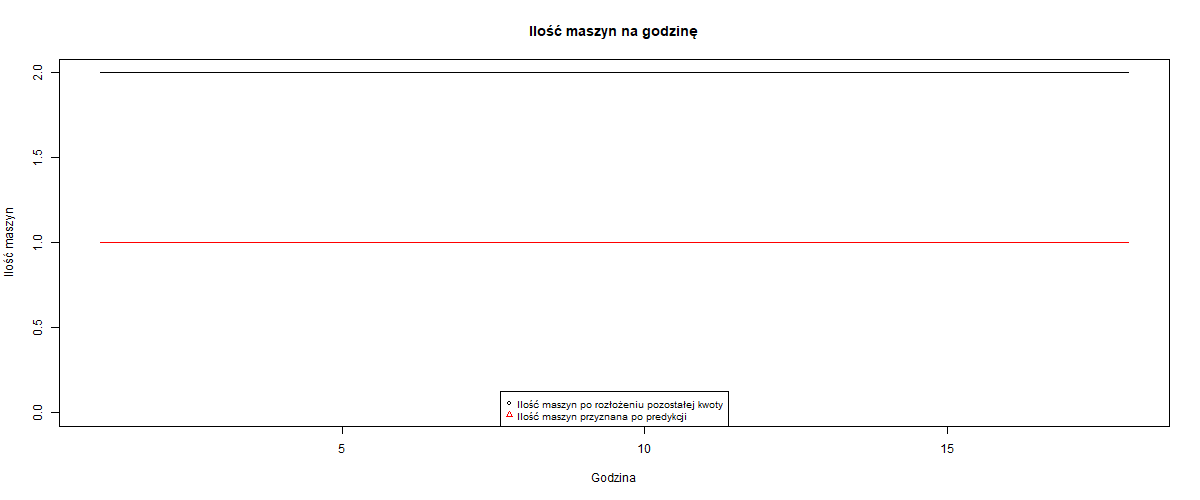 Ilość maszyn na godzinę
Ilość maszyn
2.0
1.5
1.0
0.5
0.0
Ilość maszyn po rozłożeniu pozostałej kwoty
Ilość maszyn przyznana po predykcji
5
10
15
Godzina